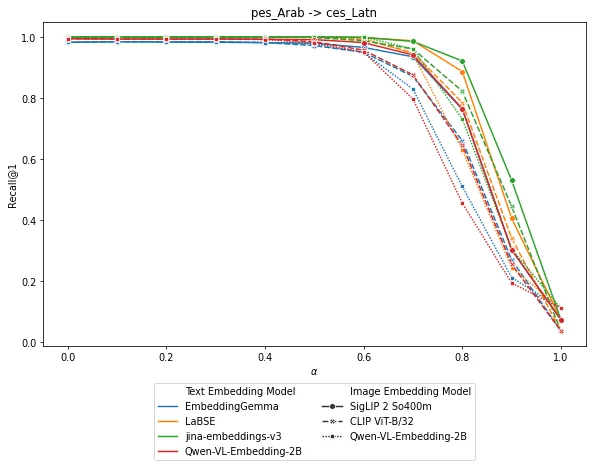 pes_Arab -> ces_Latn
Recall@1
1.0
0.8
0.6
0.4
0.2
0.0
0.0 0.2 0.4 0.6 0.8 1.0
α
Text Embedding Model
EmbeddingGemma
LaBSE
jina-embeddings-v3
Qwen-VL-Embedding-2B
Image Embedding Model
SigLIP 2 So400m
CLIP ViT-B/32
Qwen-VL-Embedding-2B